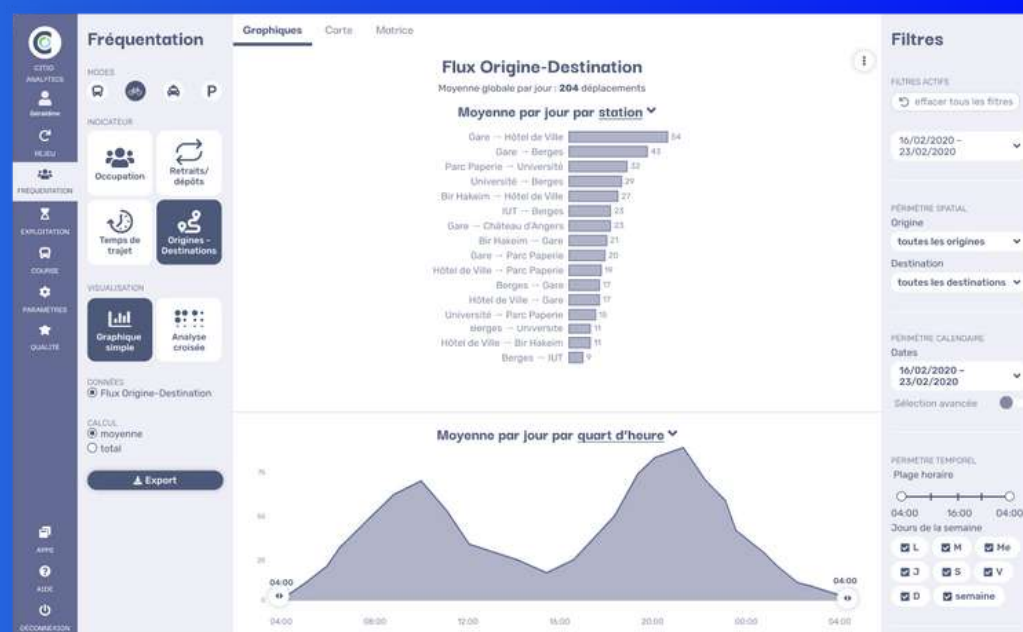 CITIO
ANALYTICS
Géraldine
REJEU
FRÉQUENTATION
EXPLOITATION
COURSE
PARAMÈTRES
QUALITÉ
APPS
AIDE
DÉCONNEXION
Fréquentation
MODES
P
INDICATEUR
Occupation
Retraits/
dépôts
Temps de
trajet
Origines -
Destinations
VISUALISATION
Graphique
simple
Analyse
croisée
DONNÉES
Flux Origine-Destination
CALCUL
moyenne
total
Export
Graphiques Carte Matrice
Flux Origine-Destination
Moyenne globale par jour : 204 déplacements
Moyenne par jour par station
Gare → Hôtel de Ville 54
Gare → Berges 43
Parc Paperie → Université 32
Université → Berges 29
Bir Hakeim → Hôtel de Ville 27
IUT → Berges 23
Gare → Château d'Angers 23
Bir Hakeim → Gare 21
Gare → Parc Paperie 20
Hôtel de Ville → Parc Paperie 19
Berges → Gare 17
Hôtel de Ville → Gare 17
Université → Parc Paperie 15
Berges → Université 11
Hôtel de Ville → Bir Hakeim 11
Berges → IUT 9
Moyenne par jour par quart d'heure
75
50
25
0
04:00
04:00
04:00 08:00 12:00 16:00 20:00 00:00 04:00
Filtres
FILTRES ACTIFS
effacer tous les filtres
16/02/2020 -
23/02/2020
PÉRIMÈTRE SPATIAL
Origine
toutes les origines
Destination
toutes les destinations
PÉRIMÈTRE CALENDAIRE
Dates
16/02/2020 -
23/02/2020
Sélection avancée
PÉRIMÈTRE TEMPOREL
Plage horaire
04:00 16:00 04:00
Jours de la semaine
L M Me
J S V
D semaine